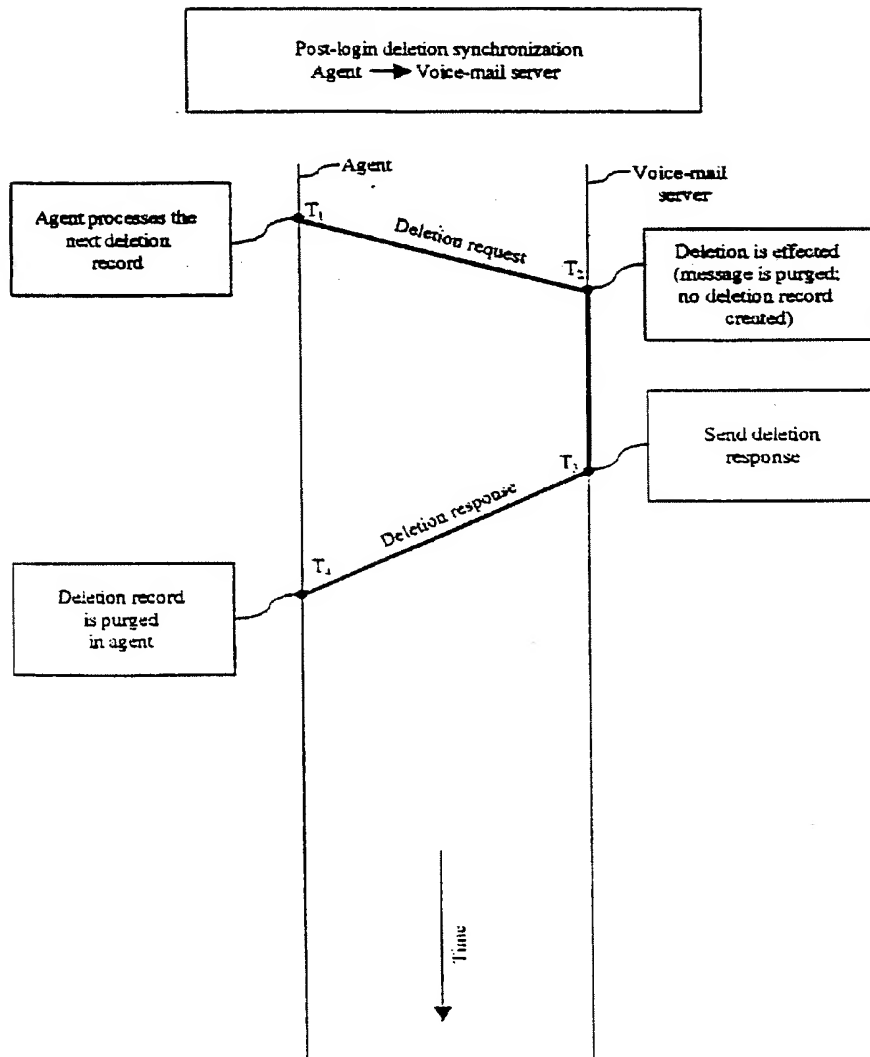 Post-login deletion synchronization
Agent → Voice-mail server
Agent
Voice-mail
server
Agent processes the
next deletion
record
T1
Deletion request
T2
Deletion is effected
(message is purged;
no deletion record
created)
Send deletion
response
T3
Deletion response
T4
Deletion record
is purged
in agent
Time